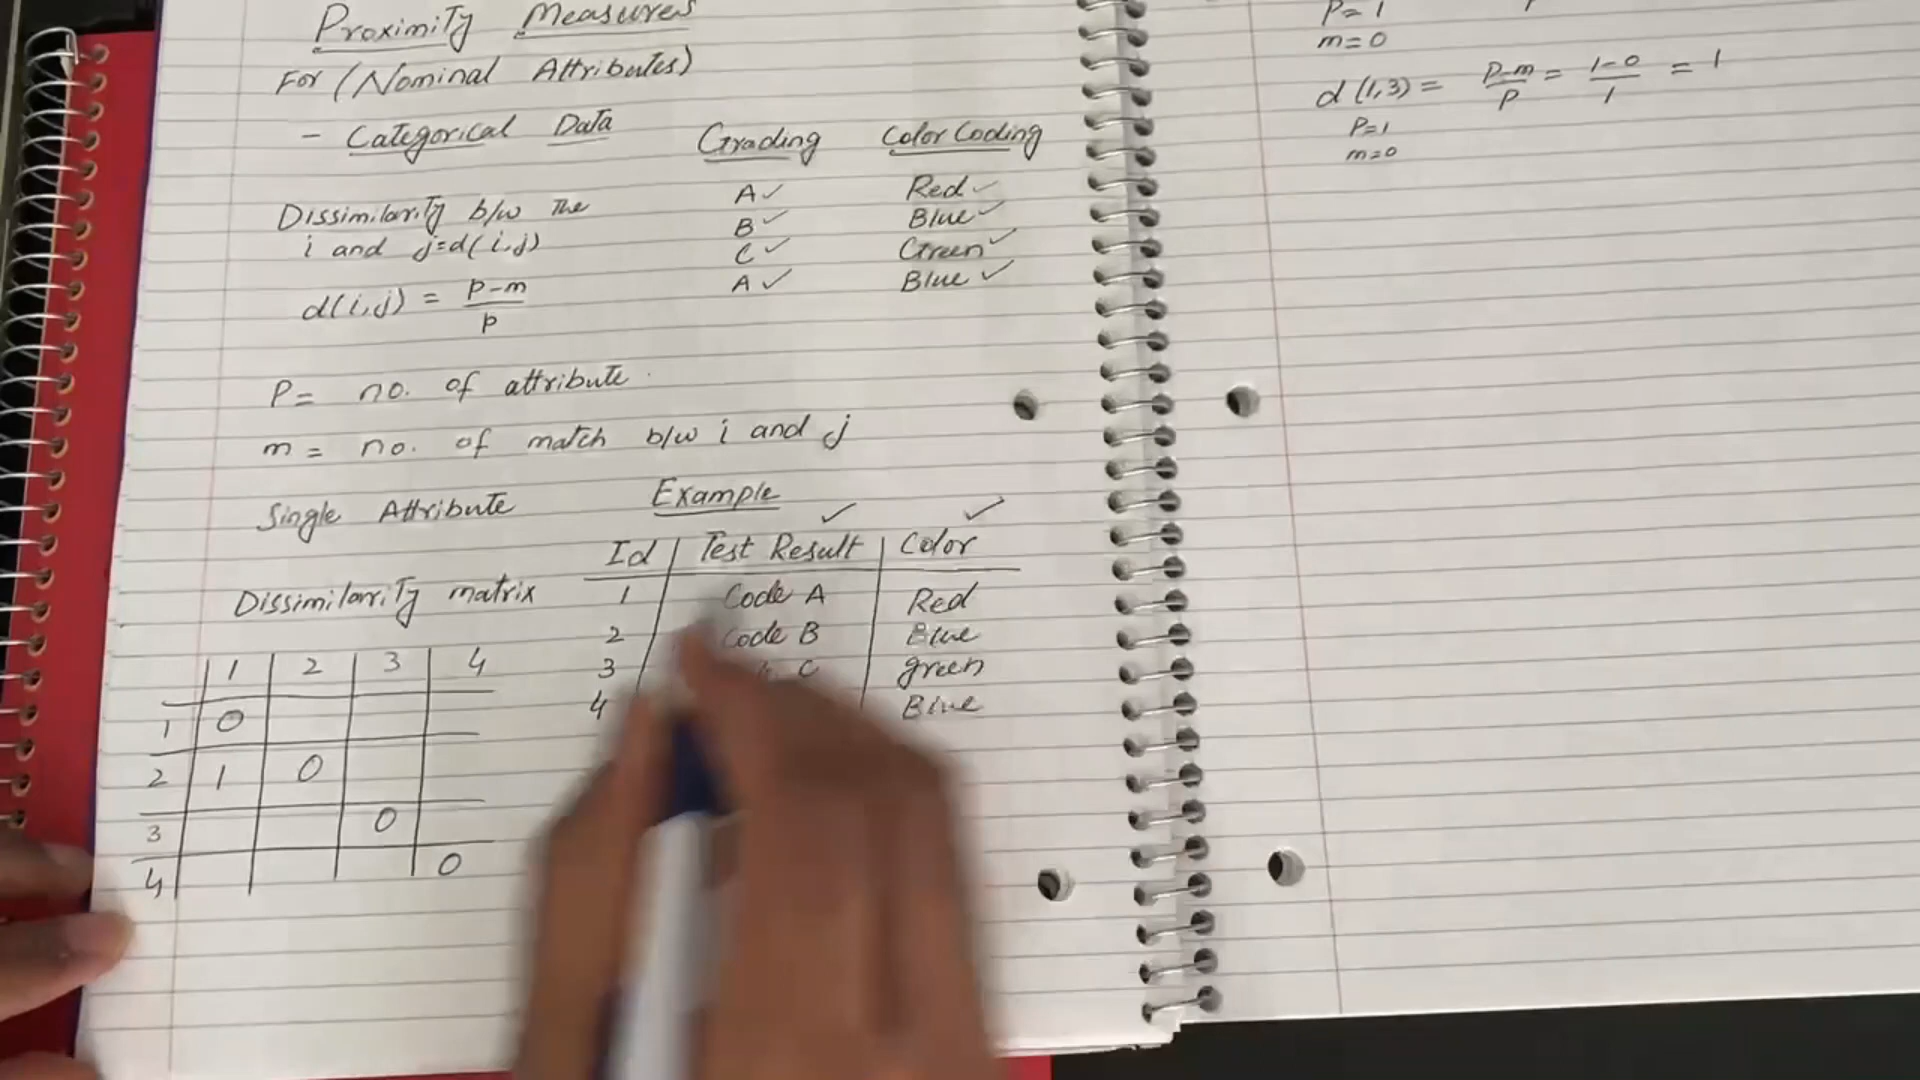 Proximity Measures
For (Nominal Attributes)
- Categorical Data
Grading Color Coding
A ✓ Red ✓
B ✓ Blue ✓
C ✓ Green ✓
A ✓ Blue ✓
Dissimilarity b/w The
i and j=d(i,j)
d(i,j) = p-m
p
P = no. of attribute.
m = no. of match b/w i and j
Single Attribute
Example
✓ ✓
Id Test Result Color
1 Code A Red
2 Code B Blue
3 C green
4 Blue
Dissimilarity matrix
1 2 3 4
1 0
2 1 0
3 0
4 0
P=1
m=0
d(1,3) = p-m = 1-0 = 1
p 1
P=1
m=0